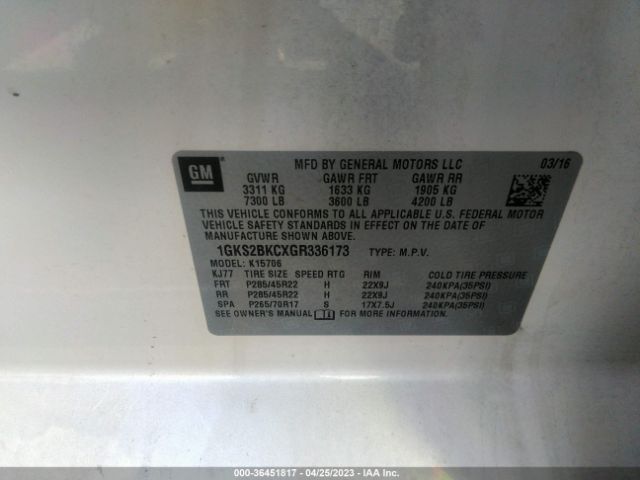 GM
MFD BY GENERAL MOTORS LLC
03/16
GVWR GAWR FRT GAWR RR
3311 KG 1633 KG 1905 KG
7300 LB 3600 LB 4200 LB
THIS VEHICLE CONFORMS TO ALL APPLICABLE U.S. FEDERAL MOTOR
VEHICLE SAFETY STANDARDS IN EFFECT ON THE DATE OF
MANUFACTURE SHOWN ABOVE.
1GKS2BKCXGR336173 TYPE: M.P.V.
MODEL: K15706
KJ77 TIRE SIZE SPEED RTG RIM COLD TIRE PRESSURE
FRT P285/45R22 H 22X9J 240KPA(35PSI)
RR P285/45R22 H 22X9J 240KPA(35PSI)
SPA P265/70R17 S 17X7.5J 240KPA(35PSI)
SEE OWNER'S MANUAL FOR MORE INFORMATION.
000-36451817 - 04/25/2023 - IAA Inc.